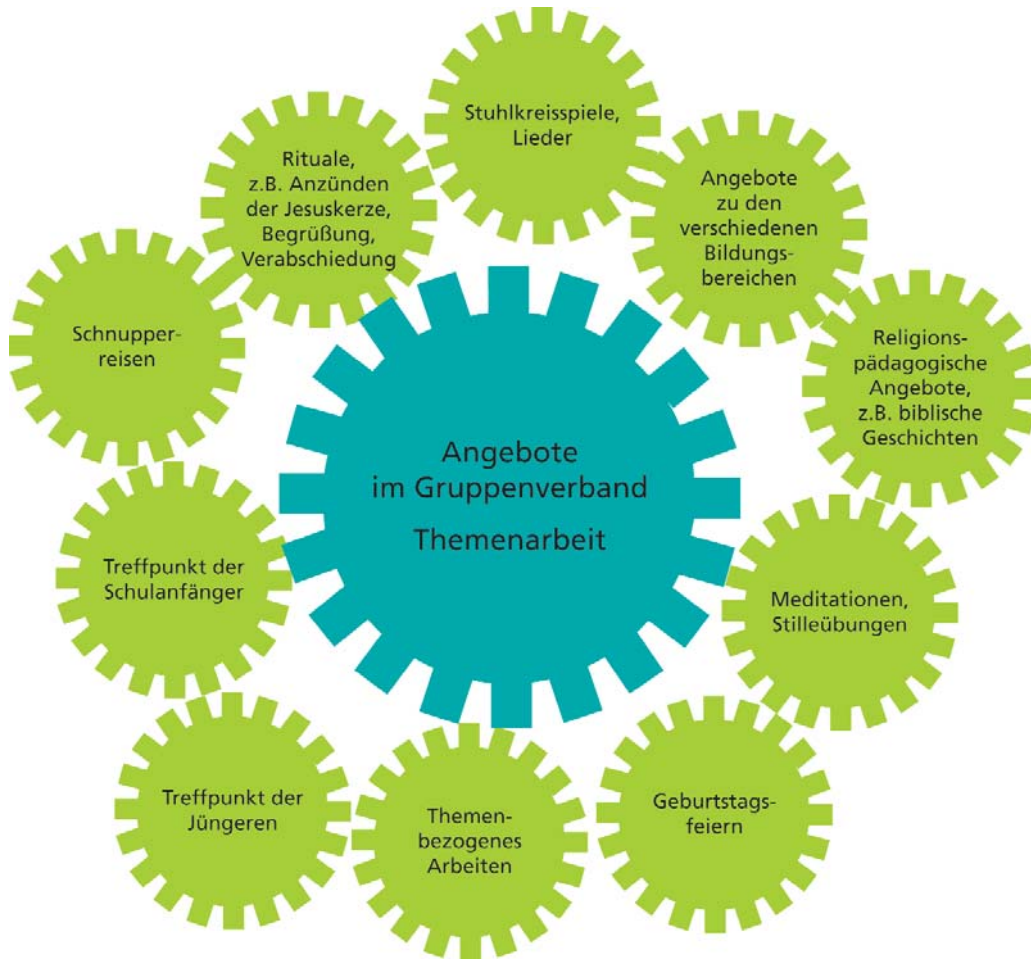 Stuhlkreisspiele,
Lieder
Rituale,
z.B. Anzünden
der Jesuskerze,
Begrüßung,
Verabschiedung
Angebote
zu den
verschiedenen
Bildungs-
bereichen
Schnupper-
reisen
Religions-
pädagogische
Angebote,
z.B. biblische
Geschichten
Angebote
im Gruppenverband
Themenarbeit
Treffpunkt der
Schulanfänger
Meditationen,
Stilleübungen
Treffpunkt der
Jüngeren
Themen-
bezogenes
Arbeiten
Geburtstags-
feiern